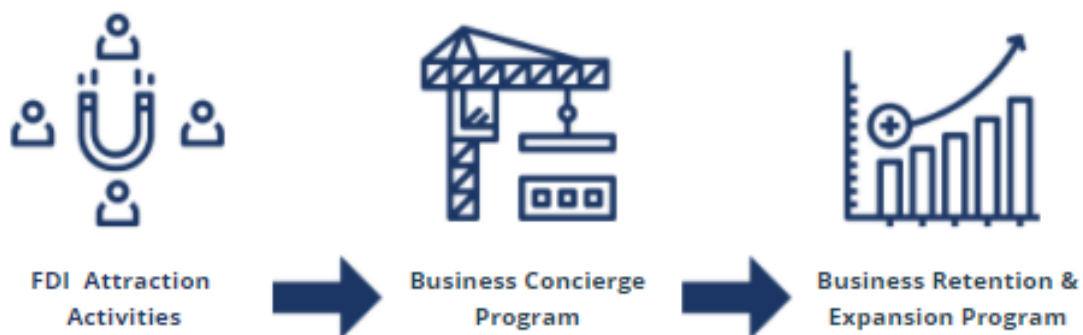 FDI Attraction
Activities
Business Concierge
Program
Business Retention &
Expansion Program